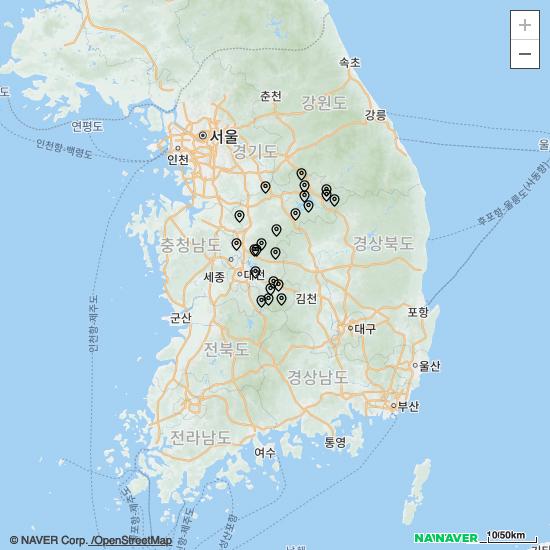 +
−
속초
춘천
강원도
강릉
도
연평도
서울
인천
경기도
인천항-백령도
울
후포항-울릉도(사동항)
충청남도
경상북도
세종
대전
김천
인천항-제주도
군산
포항
대구
전북도
울산
경상남도
부산
전라남도
통영
여수
© NAVER Corp. /OpenStreetMap
NAVER
10/50km